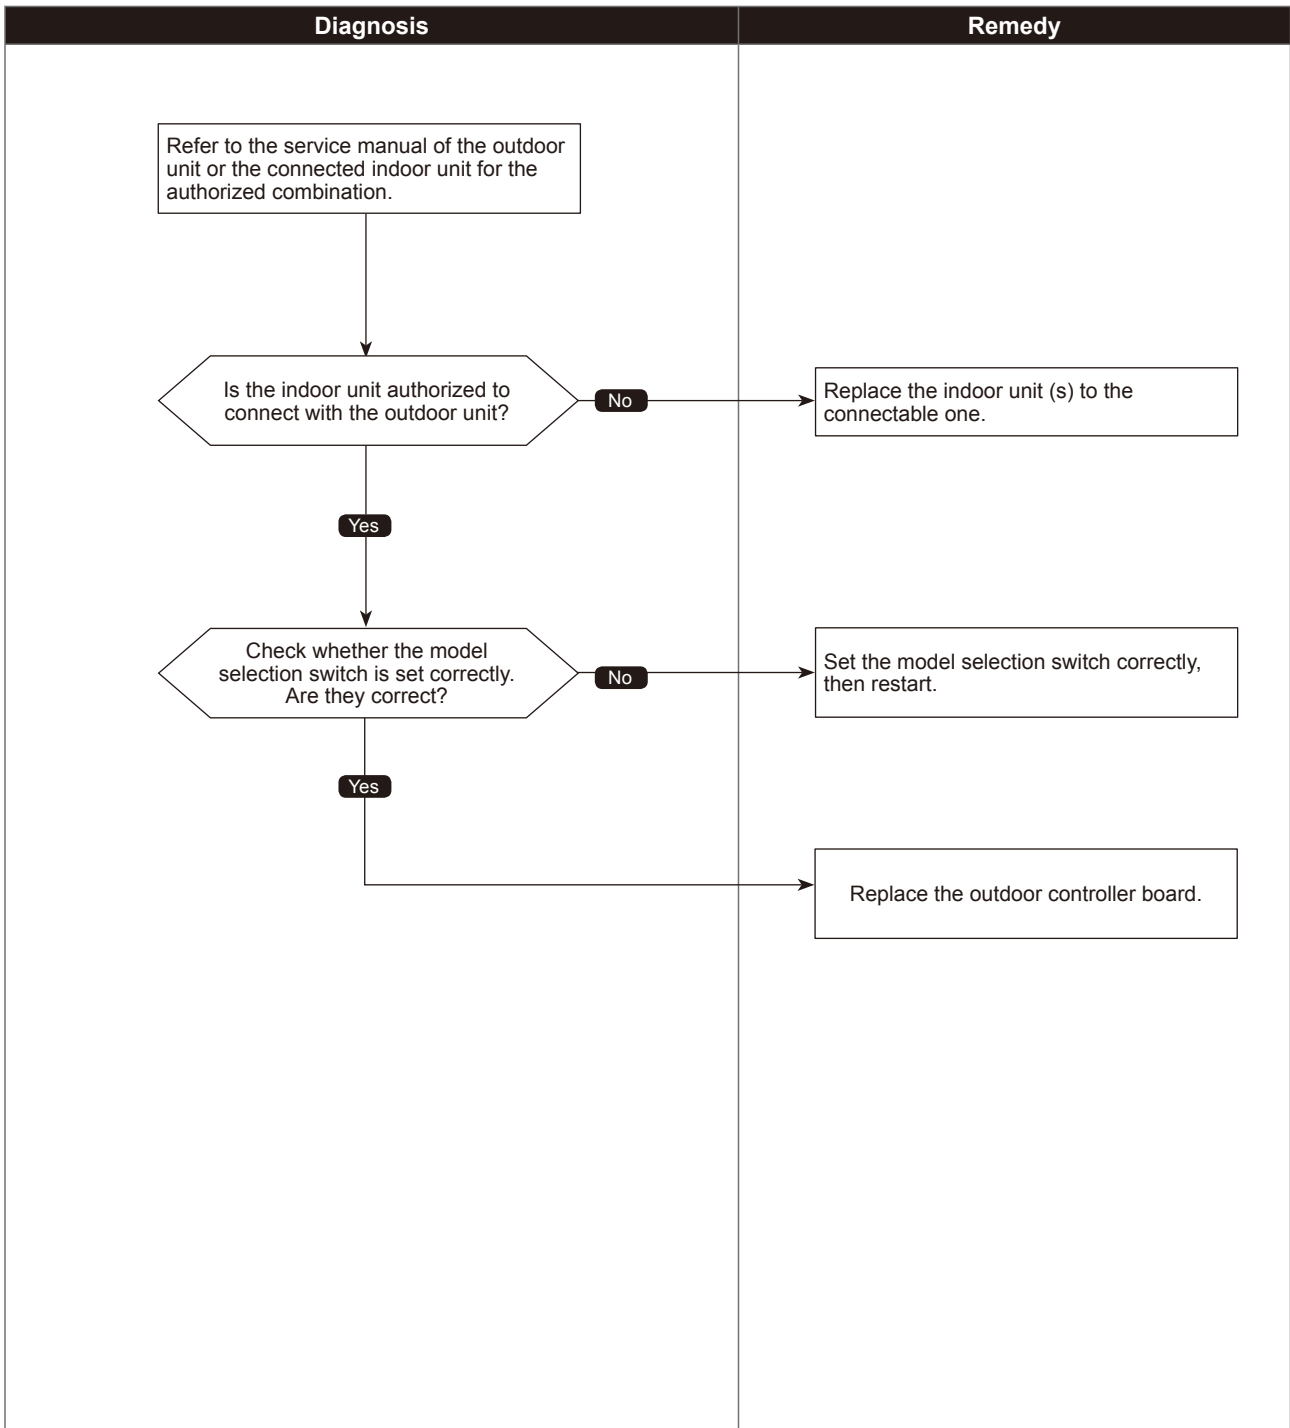 Diagnosis
Remedy
Refer to the service manual of the outdoor
unit or the connected indoor unit for the
authorized combination.
Is the indoor unit authorized to
connect with the outdoor unit?
No
Replace the indoor unit (s) to the
connectable one.
Yes
Check whether the model
selection switch is set correctly.
Are they correct?
No
Set the model selection switch correctly,
then restart.
Yes
Replace the outdoor controller board.